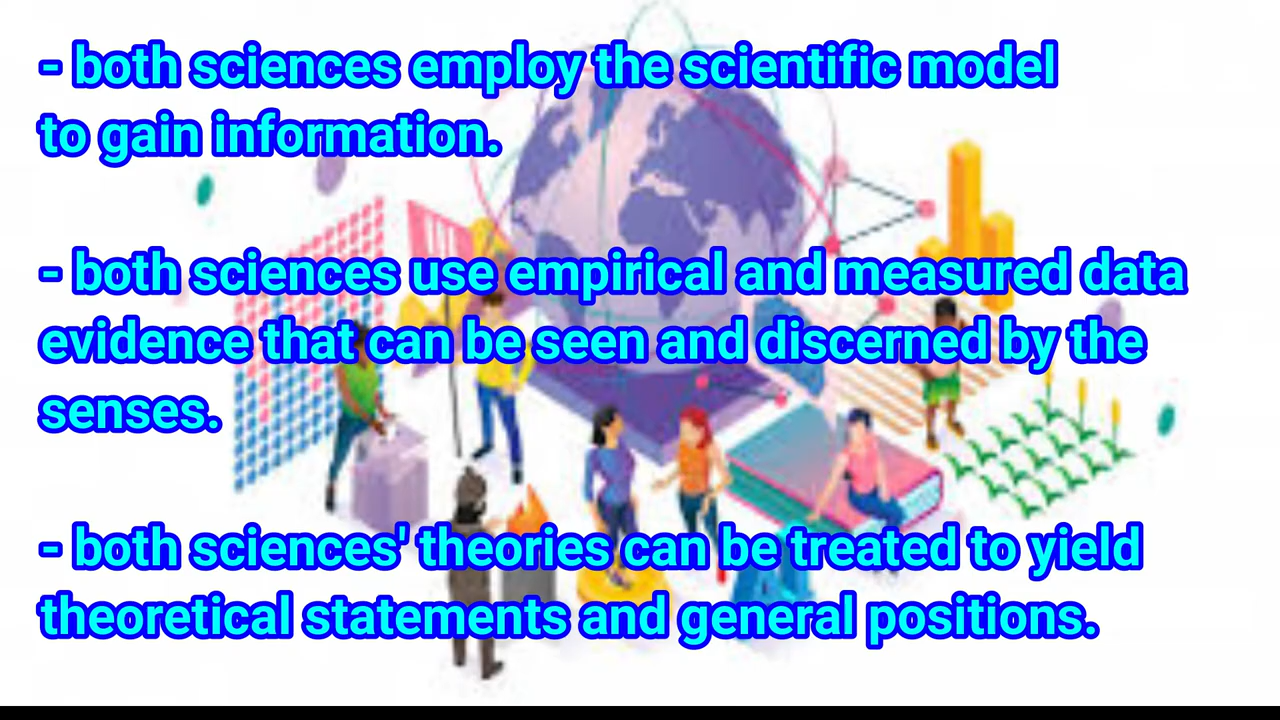 - both sciences employ the scientific model
to gain information.
- both sciences use empirical and measured data
evidence that can be seen and discerned by the
senses.
- both sciences' theories can be treated to yield
theoretical statements and general positions.